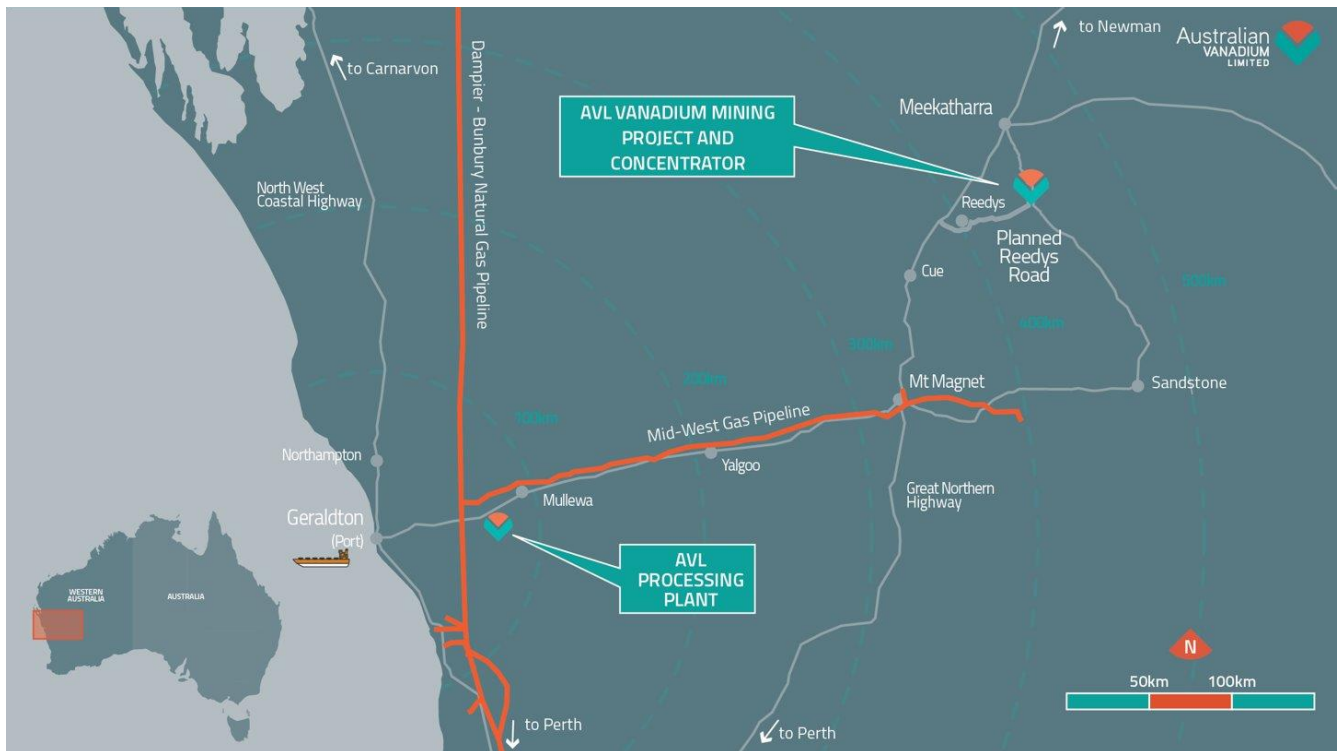 to Carnarvon
Dampier - Bunbury Natural Gas Pipeline
to Newman
Australian
VANADIUM
LIMITED
AVL VANADIUM MINING
PROJECT AND
CONCENTRATOR
Meekatharra
North West
Coastal Highway
Reedys
Planned
Reedys
Road
Cue
500km
400km
300km
200km
100km
Mt Magnet
Sandstone
Mid-West Gas Pipeline
Northampton
Yalgoo
Mullewa
Great Northern
Highway
Geraldton
(Port)
AVL
PROCESSING
PLANT
WESTERN
AUSTRALIA
AUSTRALIA
N
50km
100km
to Perth
to Perth